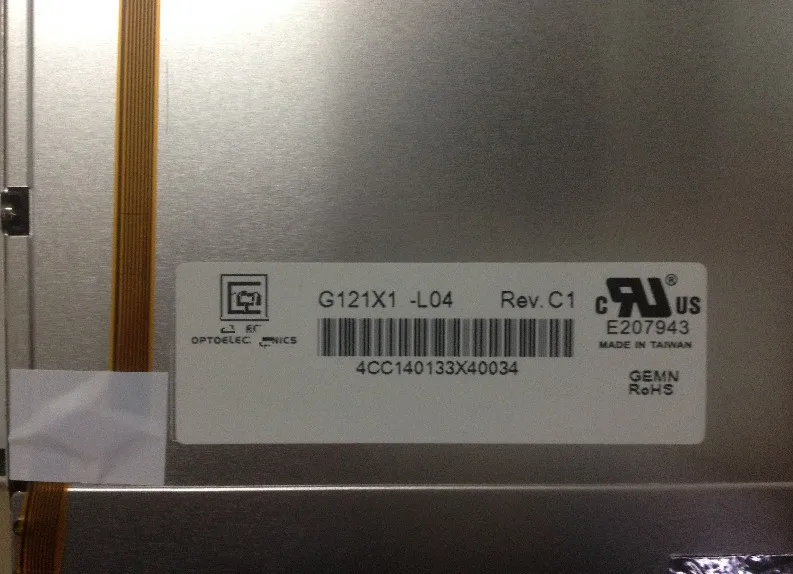 G121X1 -L04 Rev. C1
4CC140133X40034
C US
®
E207943
MADE IN TAIWAN
GEMN
RoHS